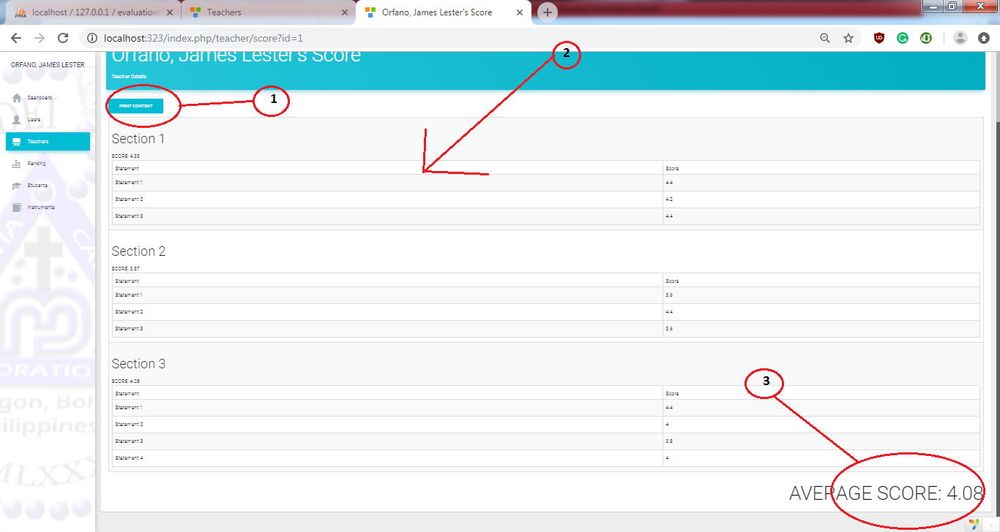 localhost / 127.0.0.1 / evaluation
Teachers
Orfano, James Lester's Score
localhost:323/index.php/teacher/score?id=1
ORFANO, JAMES LESTER
Dashboard
Users
Teachers
Ranking
Students
Instruments
Orfano, James Lester's Score
Teacher Details
2
PRINT CONTENT
1
Section 1
SCORE: 4.33
Statement Score
Statement 1 4.4
Statement 2 4.2
Statement 3 4.4
Section 2
SCORE: 3.87
Statement Score
Statement 1 3.6
Statement 2 4.4
Statement 3 3.6
Section 3
SCORE: 4.05
3
Statement Score
Statement 1 4.4
Statement 2 4
Statement 3 3.8
Statement 4 4
AVERAGE SCORE: 4.08
DEI
ORATIO
gon, Boh
ilippines
MLXXX
PMA